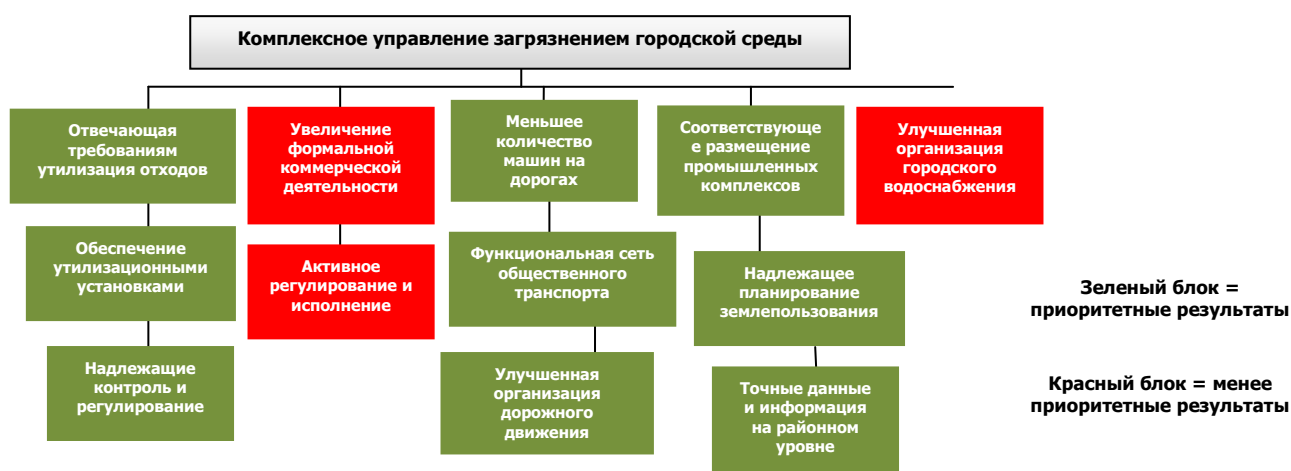 Комплексное управление загрязнением городской среды
Отвечающая
требованиям
утилизация отходов
Увеличение
формальной
коммерческой
деятельности
Меньшее
количество
машин на
дорогах
Соответствующе
е размещение
промышленных
комплексов
Улучшенная
организация
городского
водоснабжения
Обеспечение
утилизационными
установками
Активное
регулирование и
исполнение
Функциональная сеть
общественного
транспорта
Надлежащее
планирование
землепользования
Зеленый блок =
приоритетные результаты
Надлежащие
контроль и
регулирование
Улучшенная
организация
дорожного
движения
Точные данные
и информация
на районном
уровне
Красный блок = менее
приоритетные результаты